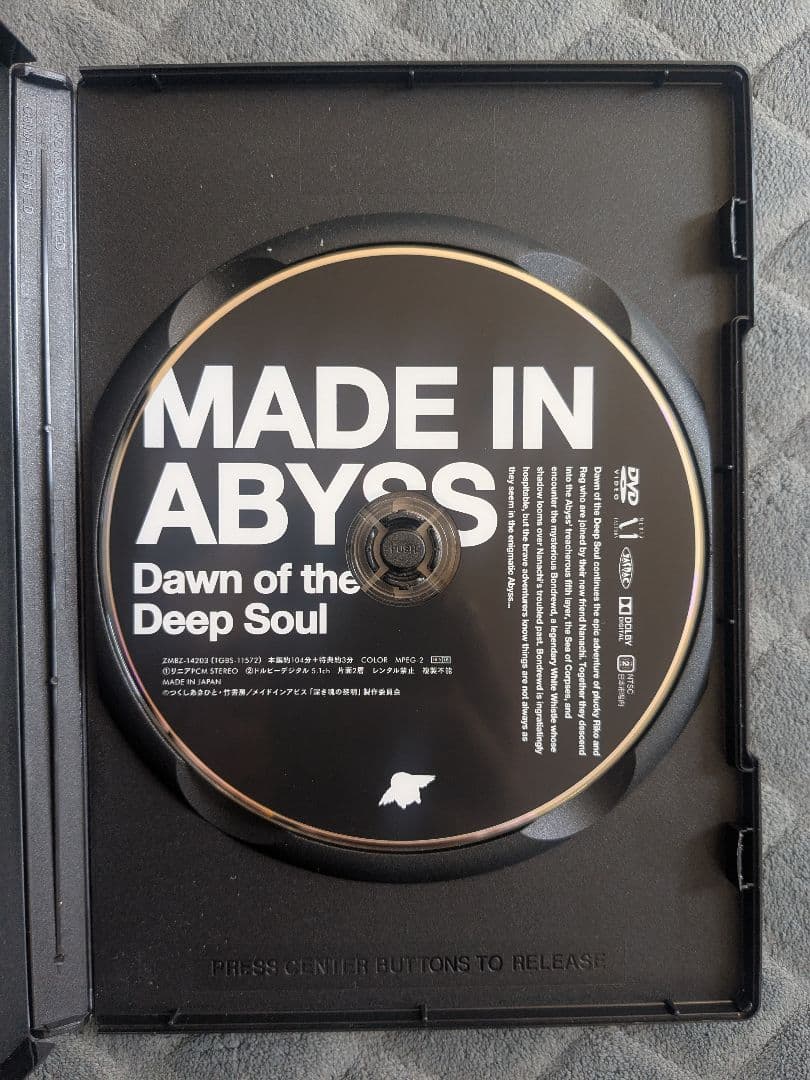 MADE IN
ABYSS
Dawn of the
Deep Soul
ZMBZ-14203 (TGBS-11572) 本編約104分+特典約3分 COLOR MPEG-2
①リニアPCM STEREO ②ドルビーデジタル 5.1ch 片面2層 レンタル禁止 複製不能
MADE IN JAPAN
©つくしあきひと・竹書房/メイドインアビス「深き魂の黎明」製作委員会
Dawn of the Deep Soul continues the epic adventure of plucky Riko and
Reg who are joined by their new friend Nanachi. Together they descend
into the Abyss' treacherous fifth layer, the Sea of Corpses, and
encounter the mysterious Bondrewd, a legendary White Whistle whose
shadow looms over Nanachi's troubled past. Bondrewd is ingratiatingly
hospitable, but the brave adventurers know things are not always as
they seem in the enigmatic Abyss...
DVD
VIDEO
DOLBY
DIGITAL
2
NTSC
日本市場向
PUSH
PRESS CENTER BUTTONS TO RELEASE